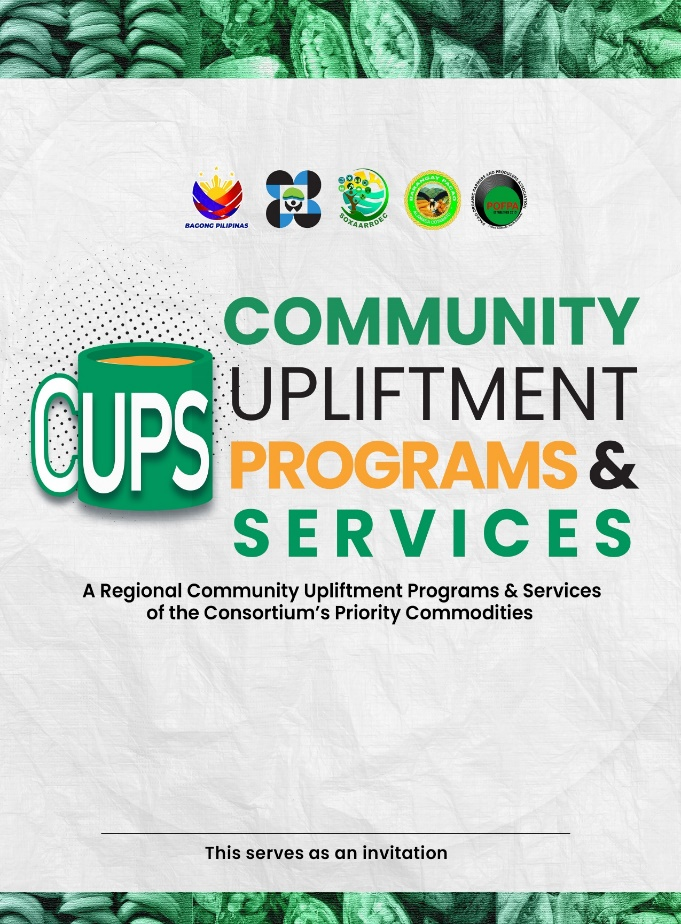 BAGONG PILIPINAS
SOXAARRDEC
POFPA
CUPS
COMMUNITY
UPLIFTMENT
PROGRAMS &
SERVICES
A Regional Community Upliftment Programs & Services
of the Consortium's Priority Commodities
This serves as an invitation